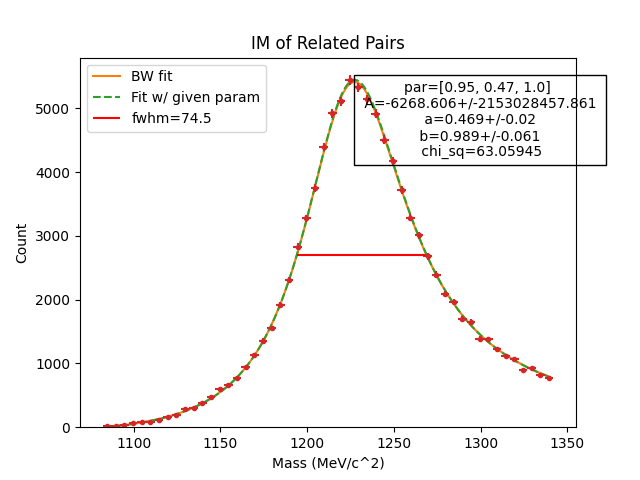 IM of Related Pairs
BW fit
Fit w/ given param
fwhm=74.5
par=[0.95, 0.47, 1.0]
A=-6268.606+/-2153028457.861
a=0.469+/-0.02
b=0.989+/-0.061
chi_sq=63.05945
Count
5000
4000
3000
2000
1000
0
1100 1150 1200 1250 1300 1350
Mass (MeV/c^2)